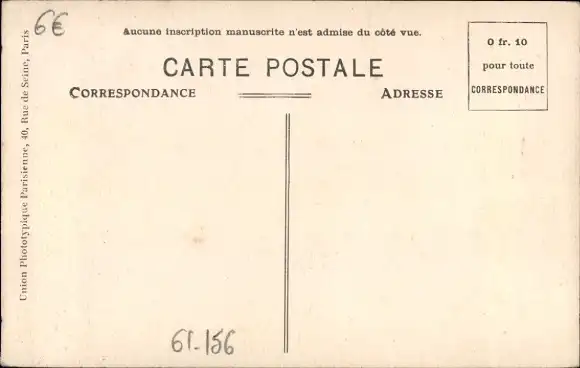 6€
Aucune inscription manuscrite n'est admise du côté vue.
CARTE POSTALE
CORRESPONDANCE
ADRESSE
0 fr. 10
pour toute
CORRESPONDANCE
Union Phototypique Parisienne, 40, Rue de Seine, Paris
61-156